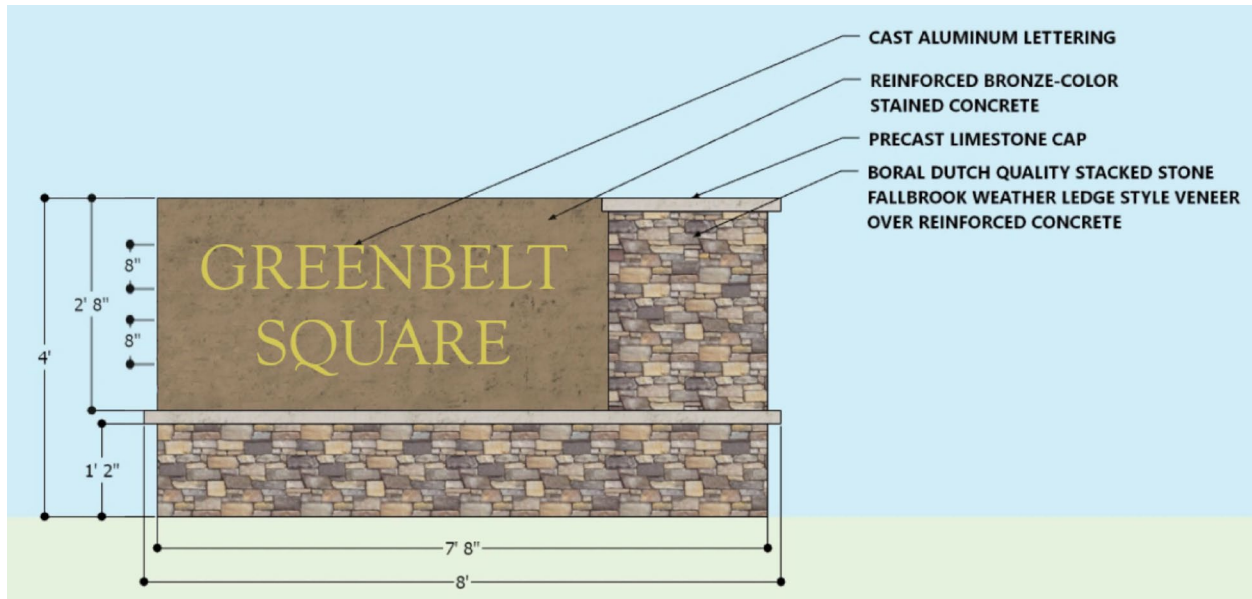 CAST ALUMINUM LETTERING
REINFORCED BRONZE-COLOR
STAINED CONCRETE
PRECAST LIMESTONE CAP
BORAL DUTCH QUALITY STACKED STONE
FALLBROOK WEATHER LEDGE STYLE VENEER
OVER REINFORCED CONCRETE
GREENBELT
SQUARE
8"
2' 8"
8"
4'
1' 2"
7' 8"
8'